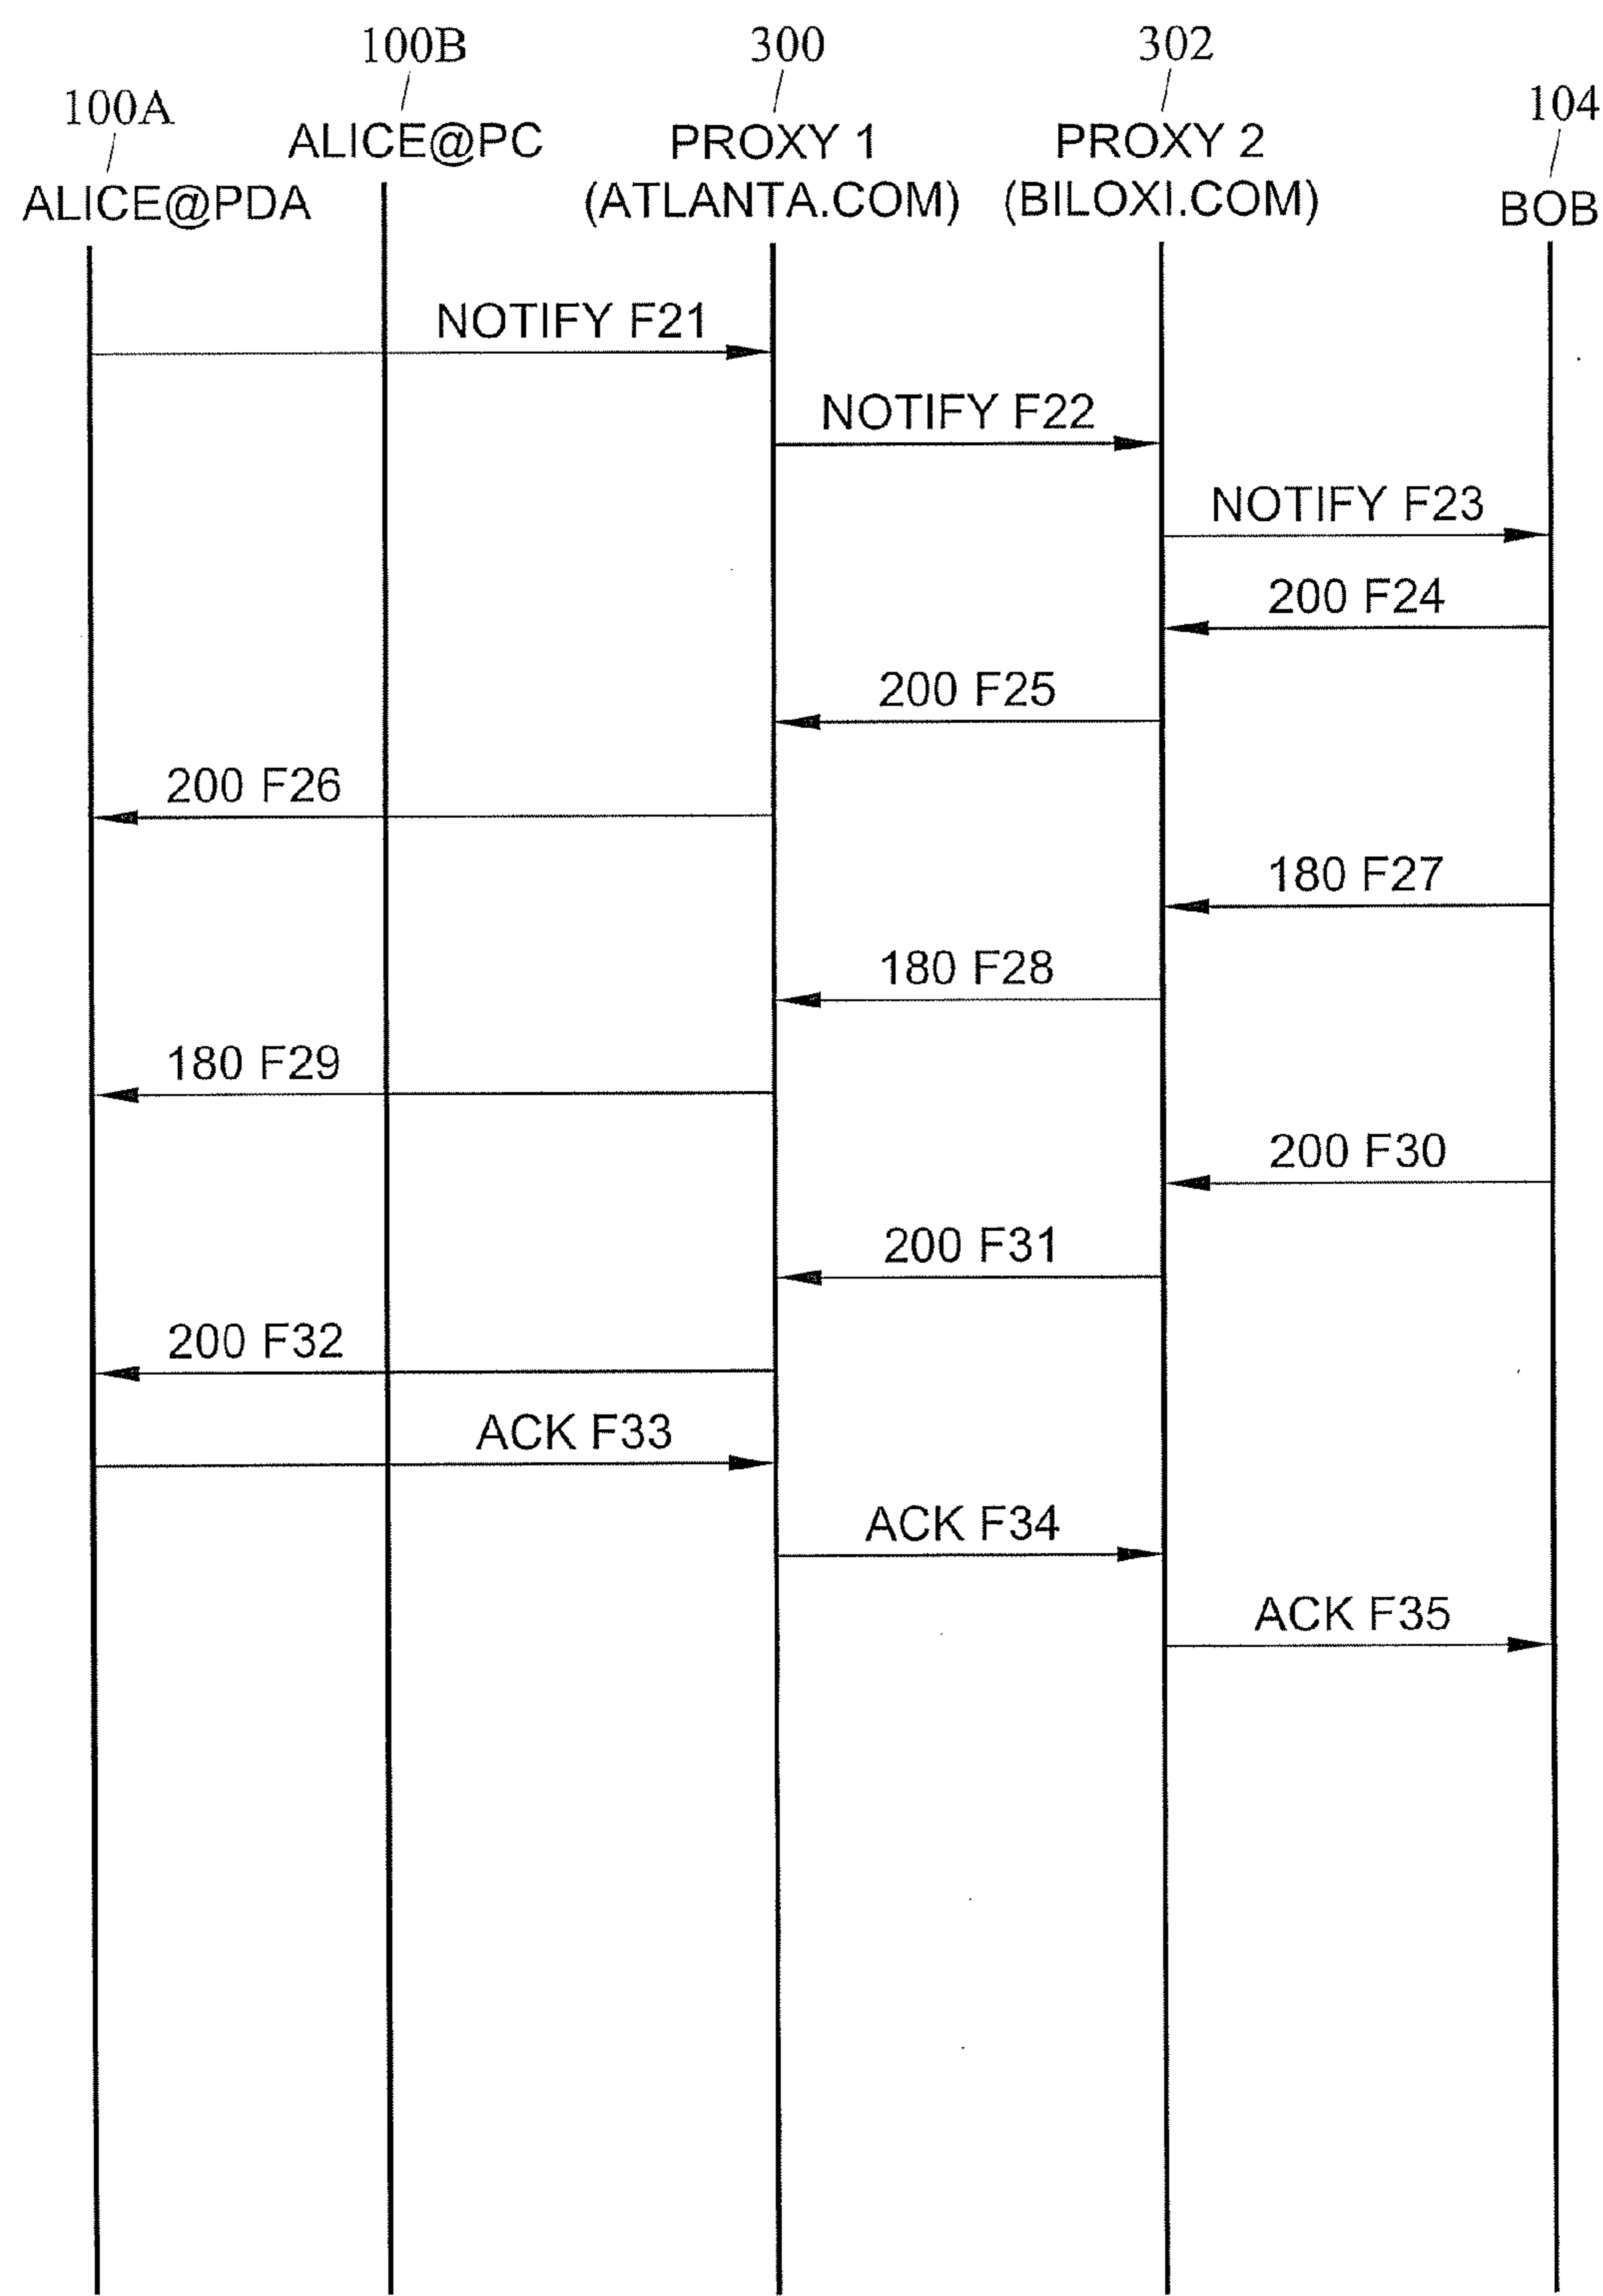 100A
ALICE@PDA
100B
ALICE@PC
300
PROXY 1
(ATLANTA.COM)
302
PROXY 2
(BILOXI.COM)
104
BOB
NOTIFY F21
NOTIFY F22
NOTIFY F23
200 F24
200 F25
200 F26
180 F27
180 F28
180 F29
200 F30
200 F31
200 F32
ACK F33
ACK F34
ACK F35